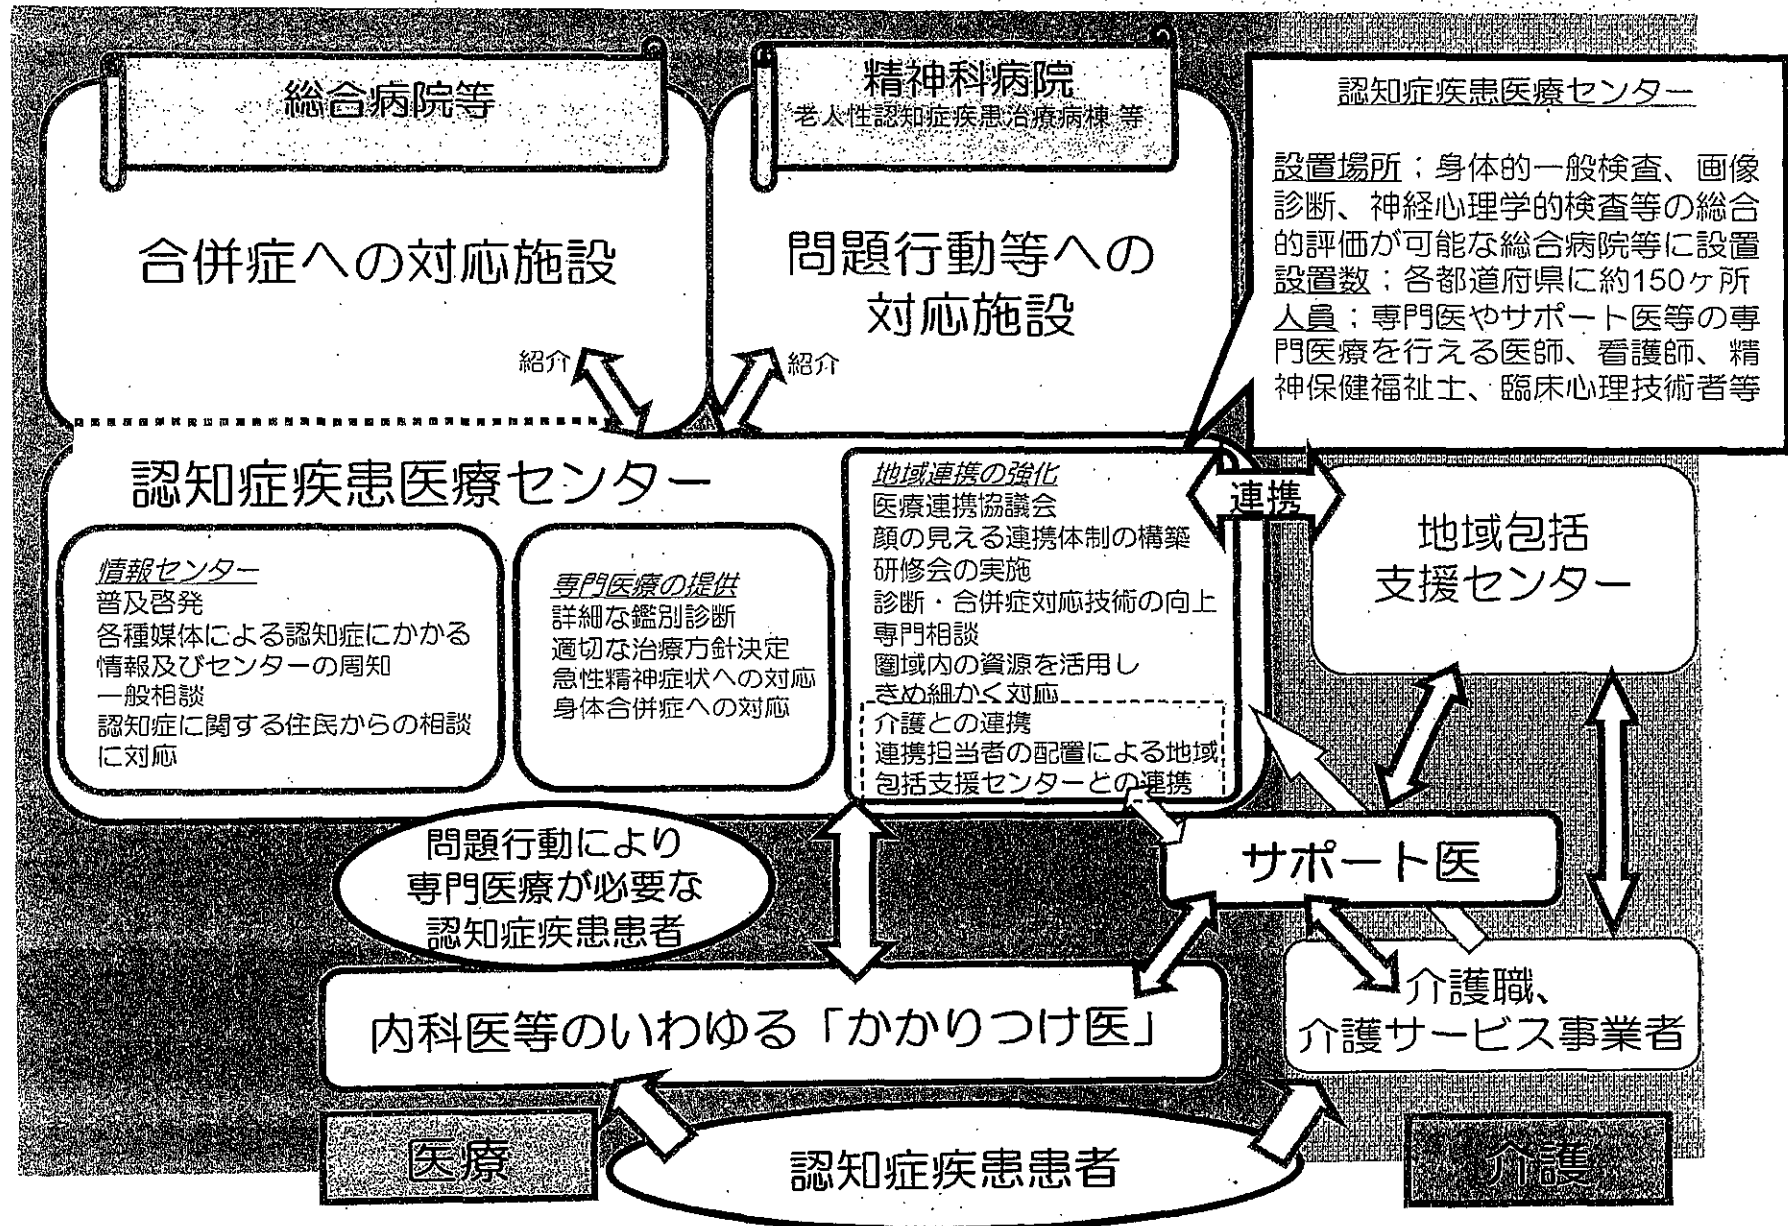 総合病院等
精神科病院
老人性認知症疾患治療病棟 等
合併症への対応施設
問題行動等への
対応施設
紹介
紹介
認知症疾患医療センター
設置場所；身体的一般検査、画像
診断、神経心理学的検査等の総合
的評価が可能な総合病院等に設置
設置数；各都道府県に約150ヶ所
人員；専門医やサポート医等の専
門医療を行える医師、看護師、精
神保健福祉士、臨床心理技術者等
認知症疾患医療センター
情報センター
普及啓発
各種媒体による認知症にかかる
情報及びセンターの周知
一般相談
認知症に関する住民からの相談
に対応
専門医療の提供
詳細な鑑別診断
適切な治療方針決定
急性精神症状への対応
身体合併症への対応
地域連携の強化
医療連携協議会
顔の見える連携体制の構築
研修会の実施
診断・合併症対応技術の向上
専門相談
圏域内の資源を活用し
きめ細かく対応
介護との連携
連携担当者の配置による地域
包括支援センターとの連携
連携
地域包括
支援センター
問題行動により
専門医療が必要な
認知症疾患患者
サポート医
内科医等のいわゆる「かかりつけ医」
介護職、
介護サービス事業者
医療
認知症疾患患者
介護